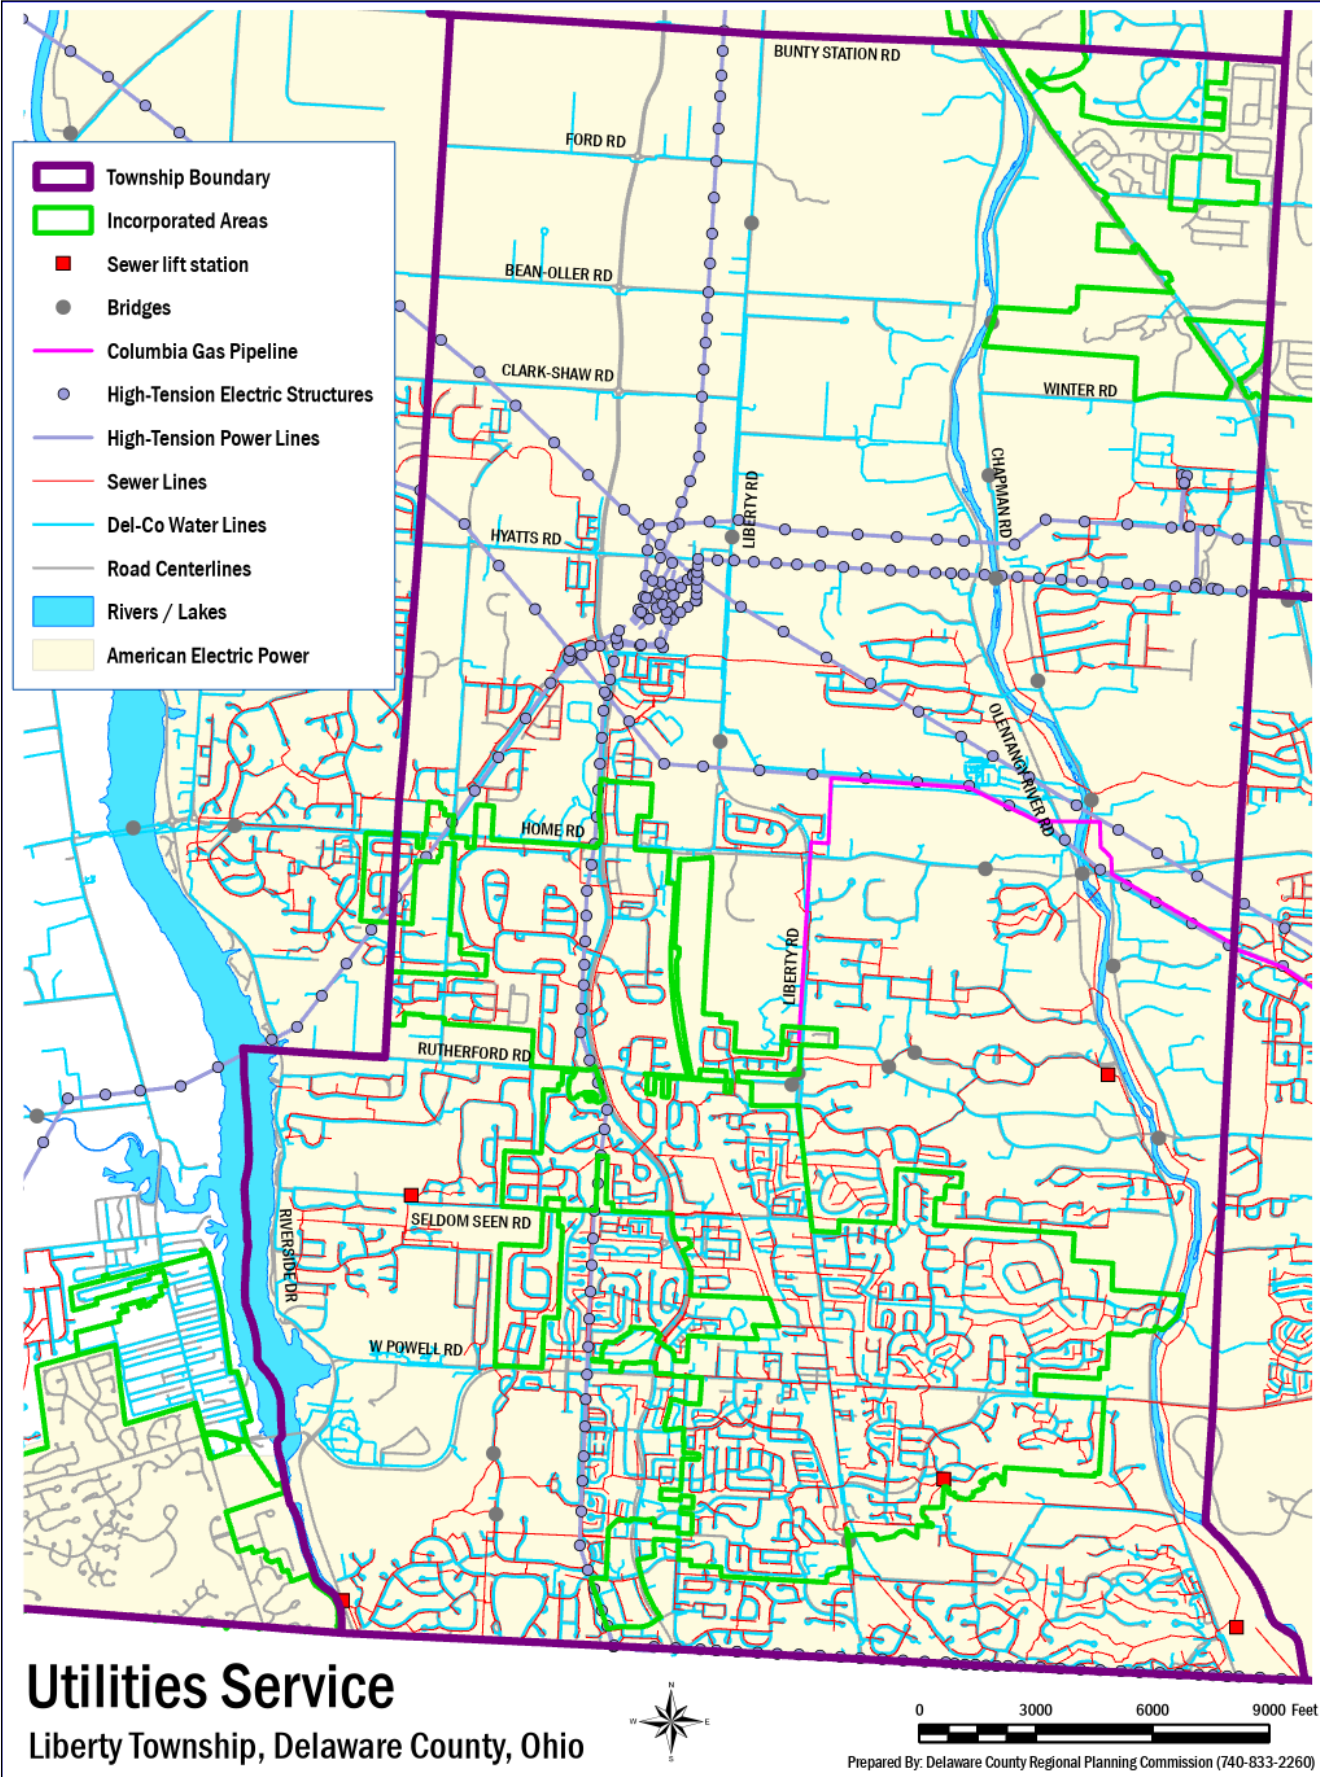 BUNTY STATION RD
FORD RD
Township Boundary
Incorporated Areas
Sewer lift station
Bridges
Columbia Gas Pipeline
High-Tension Electric Structures
High-Tension Power Lines
Sewer Lines
Del-Co Water Lines
Road Centerlines
Rivers / Lakes
American Electric Power
BEAN-OLLER RD
CLARK-SHAW RD
WINTER RD
CHAPMAN RD
LIBERTY RD
HYATTS RD
OLENTANGY RIVER RD
HOME RD
LIBERTY RD
RUTHERFORD RD
SELDOM SEEN RD
RIVERSIDE DR
W POWELL RD
Utilities Service
Liberty Township, Delaware County, Ohio
N
W
E
S
0 3000 6000 9000 Feet
Prepared By: Delaware County Regional Planning Commission (740-833-2260)